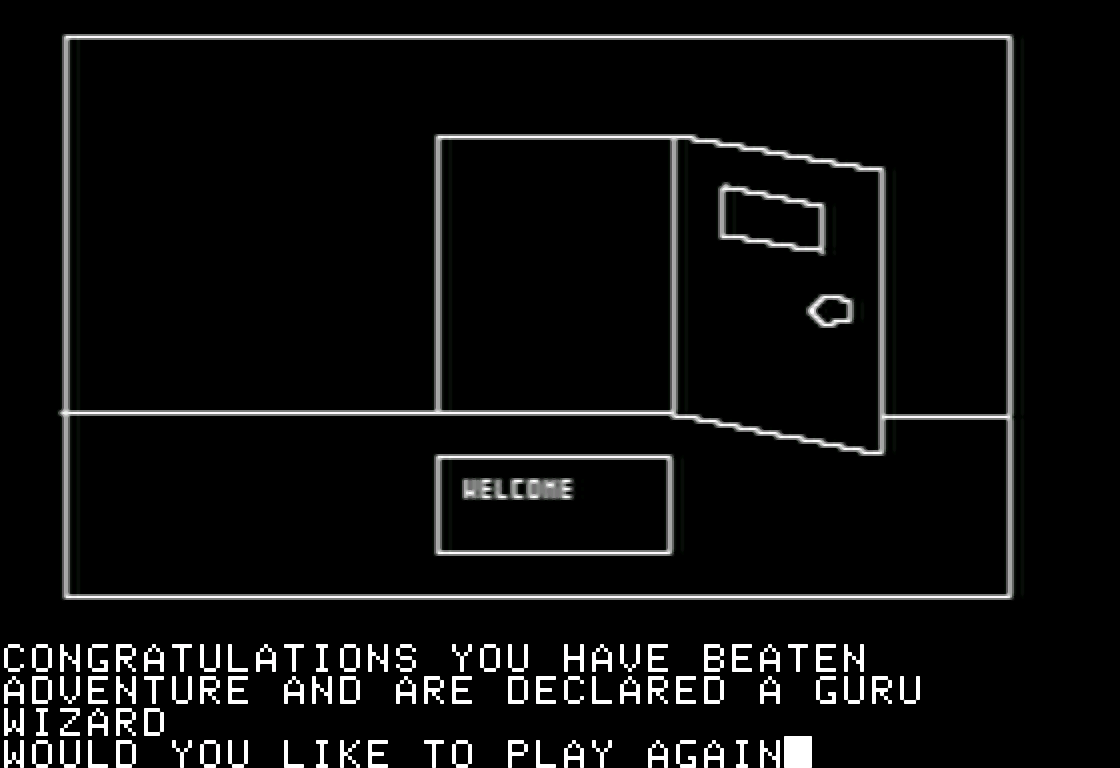 WELCOME
CONGRATULATIONS YOU HAVE BEATEN
ADVENTURE AND ARE DECLARED A GURU
WIZARD
WOULD YOU LIKE TO PLAY AGAIN